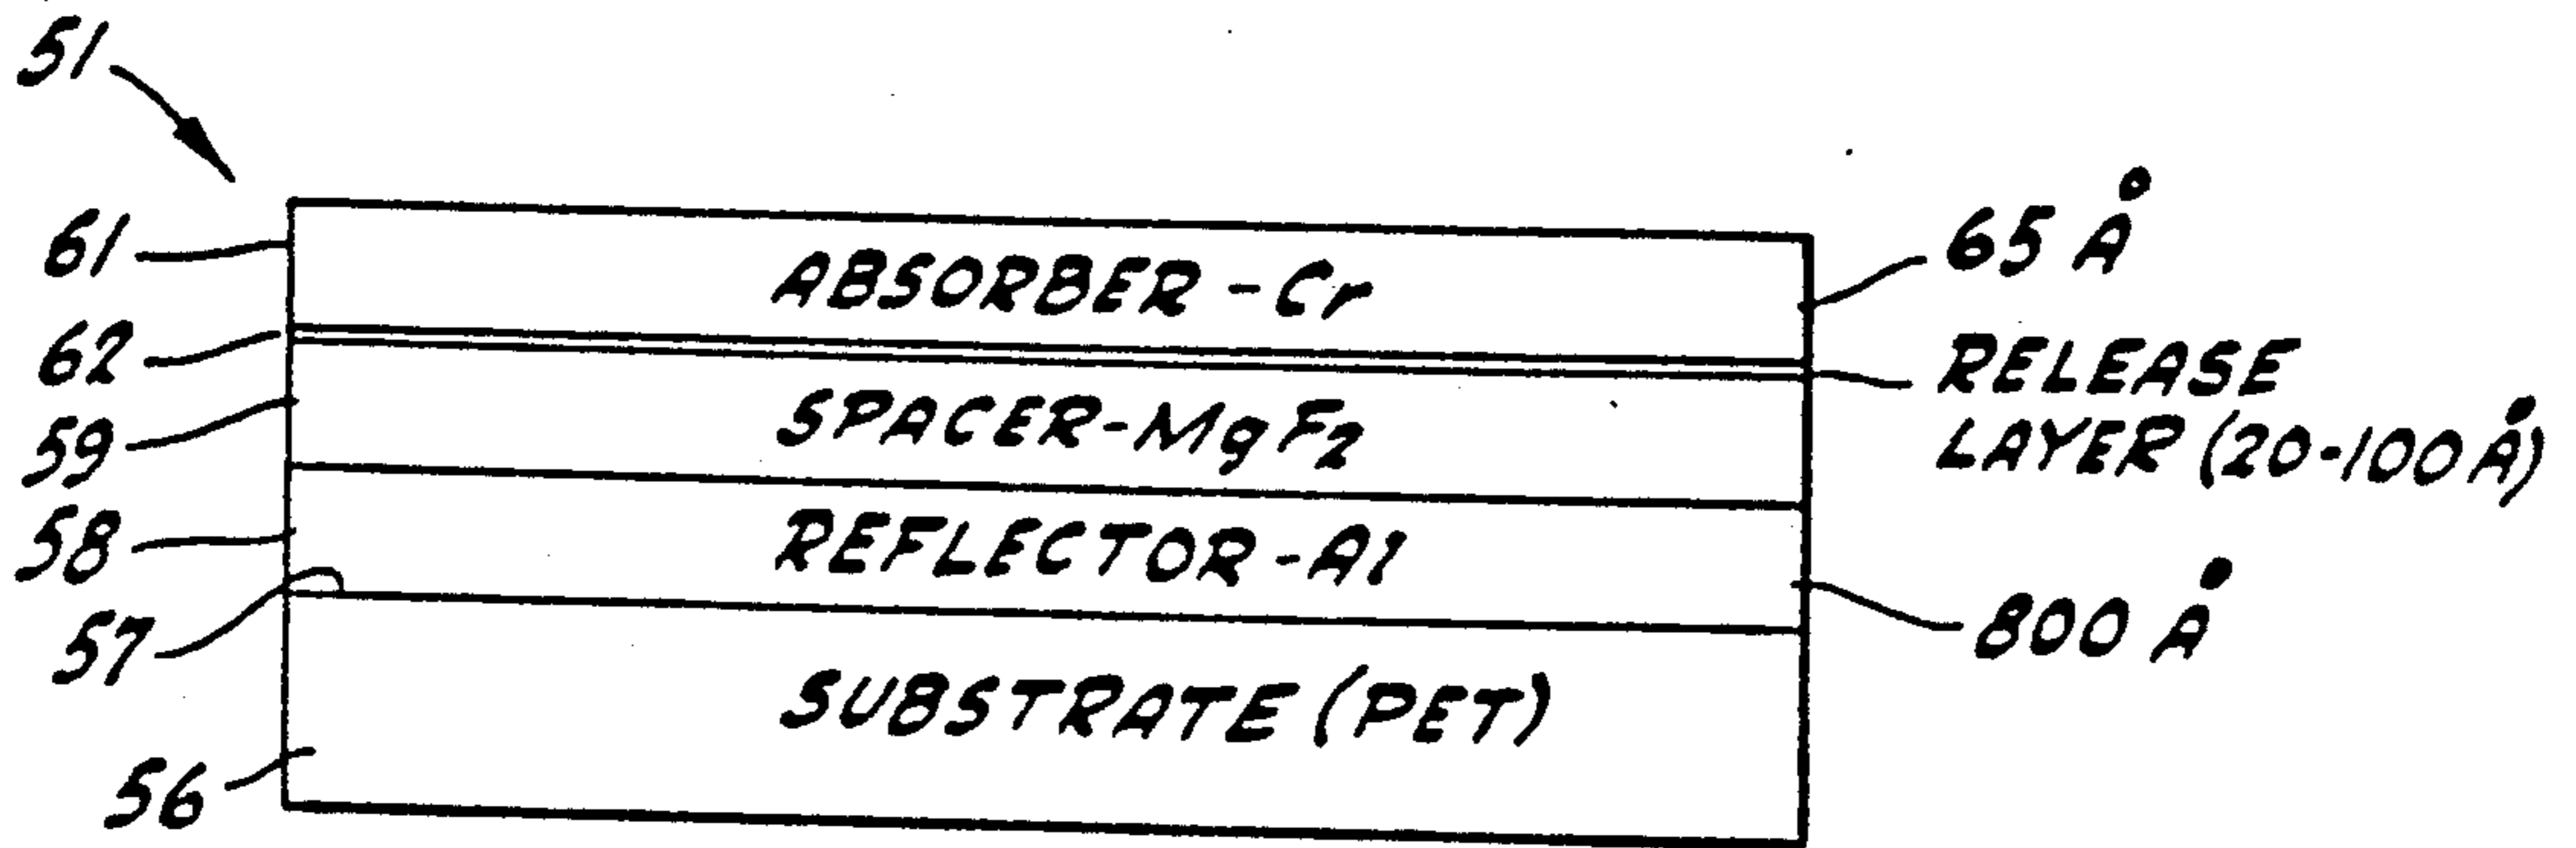 51
61
ABSORBER-Cr
65 Å
62
RELEASE
LAYER (20-100 Å)
59
SPACER-MgF2
58
REFLECTOR-Al
800 Å
57
SUBSTRATE (PET)
56